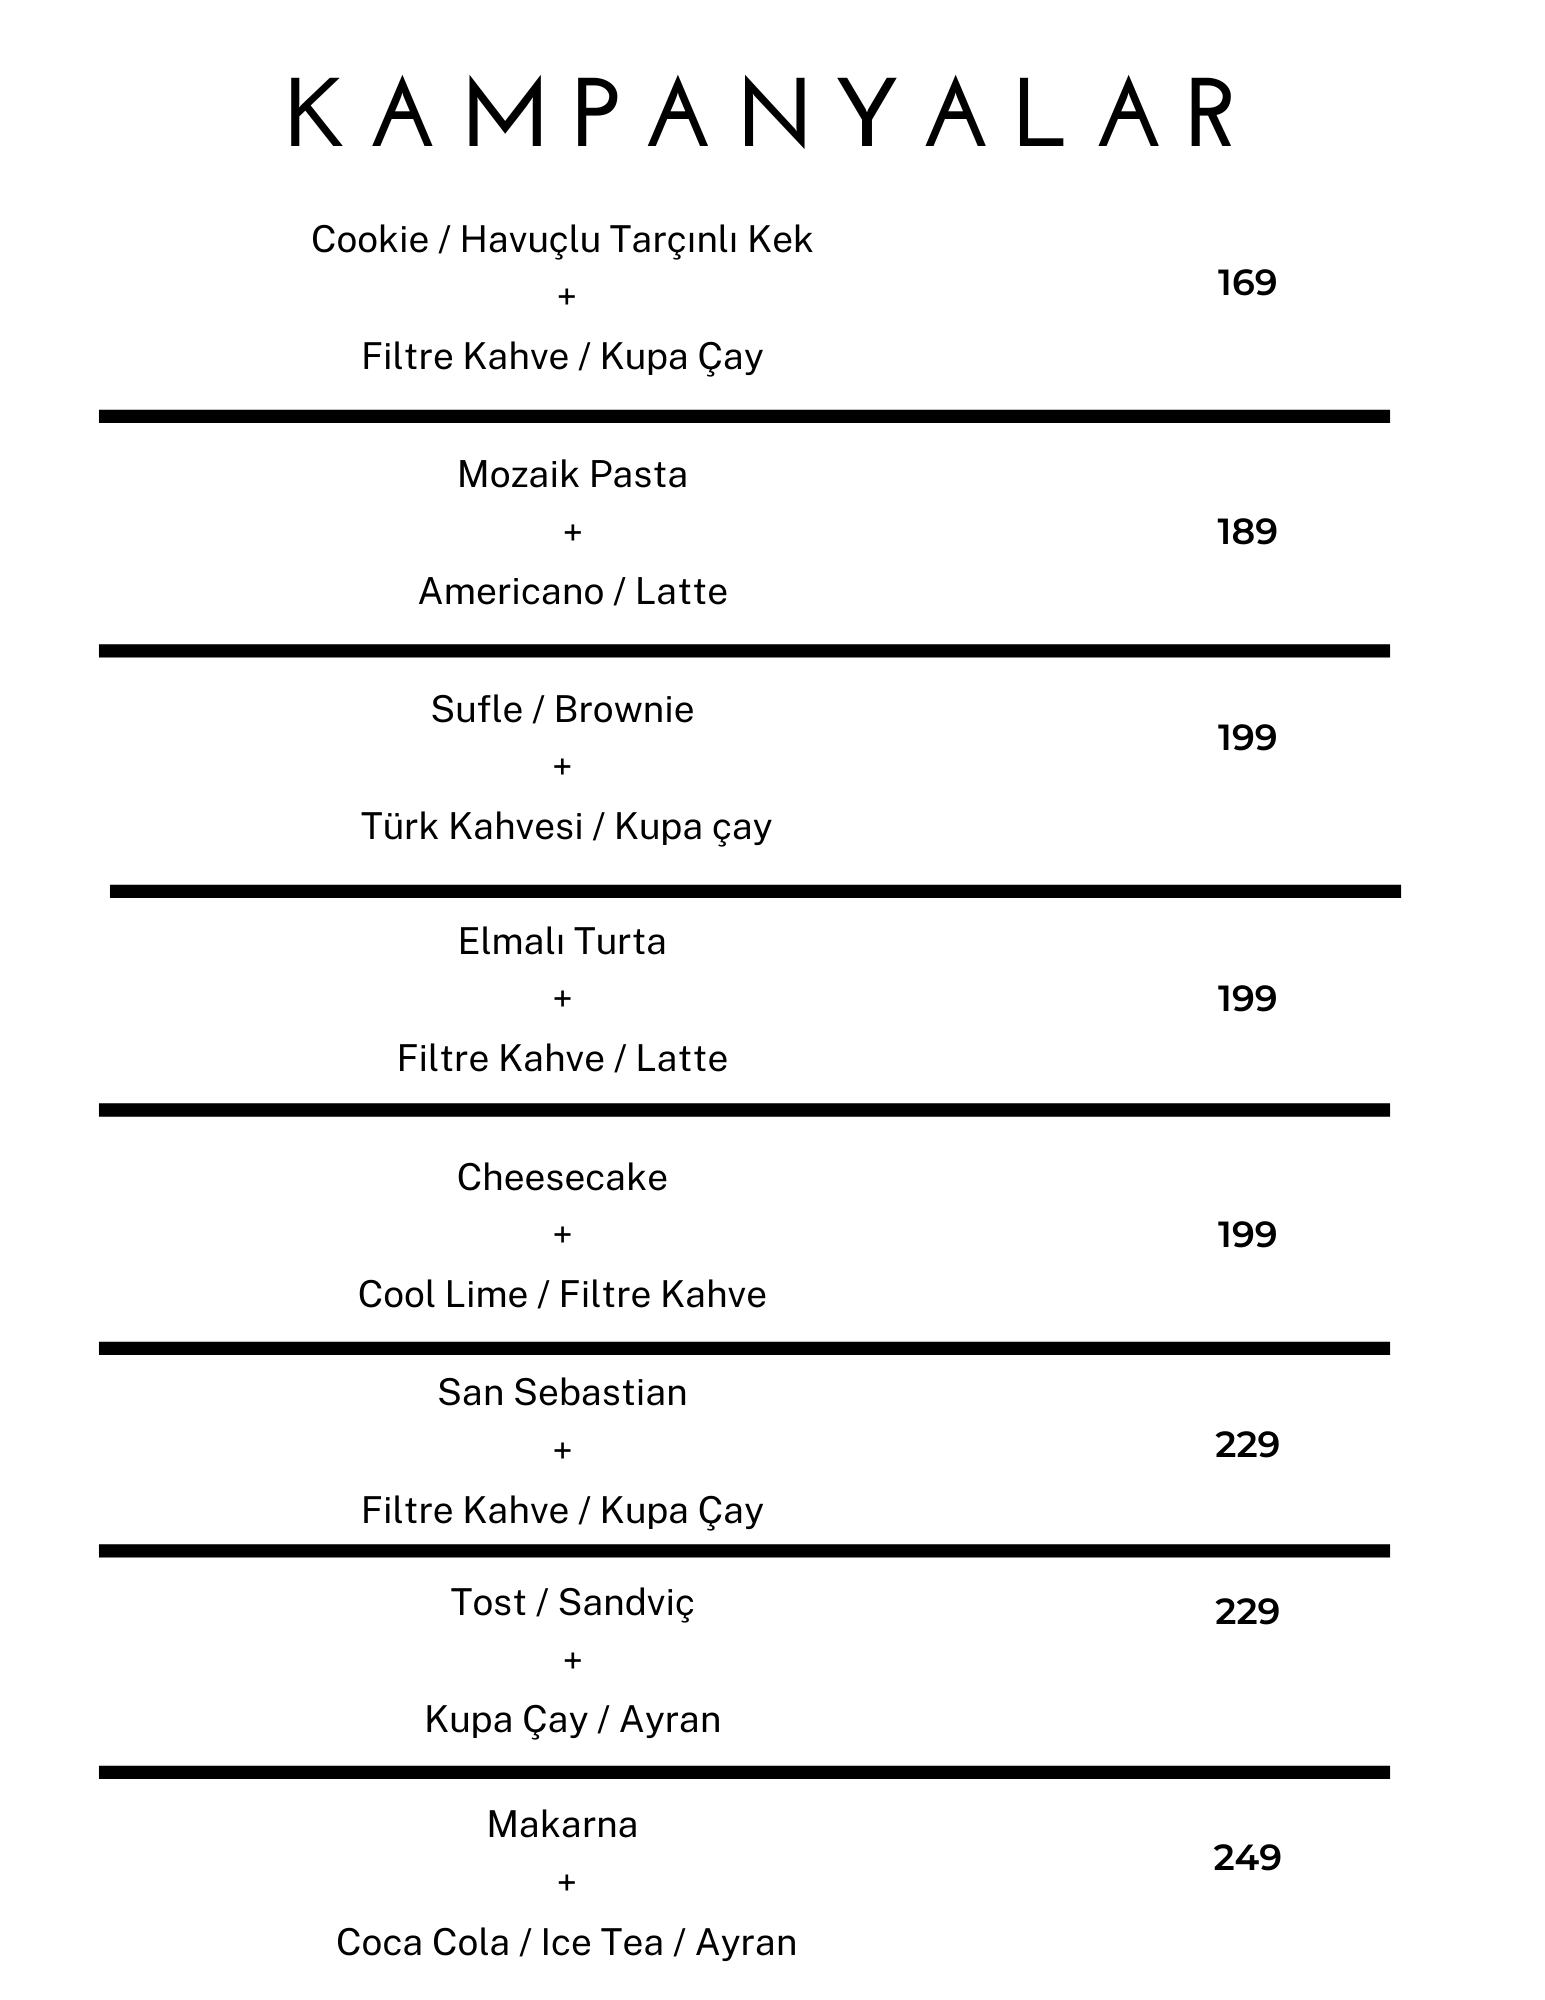 KAMPANYALAR
Cookie / Havuçlu Tarçınlı Kek
+
169
Filtre Kahve / Kupa Çay
Mozaik Pasta
+
189
Americano / Latte
Sufle / Brownie
199
+
Türk Kahvesi / Kupa çay
Elmalı Turta
+
199
Filtre Kahve / Latte
Cheesecake
+
199
Cool Lime / Filtre Kahve
San Sebastian
+
229
Filtre Kahve / Kupa Çay
Tost / Sandviç
229
+
Kupa Çay / Ayran
Makarna
249
+
Coca Cola / Ice Tea / Ayran